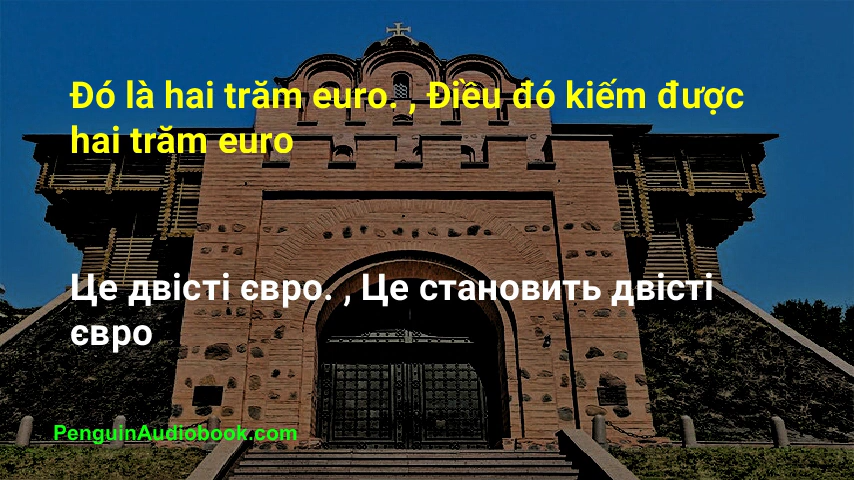 Đó là hai trăm euro. , Điều đó kiếm được
hai trăm euro
Це двісті євро. , Це становить двісті
євро
PenguinAudiobook.com